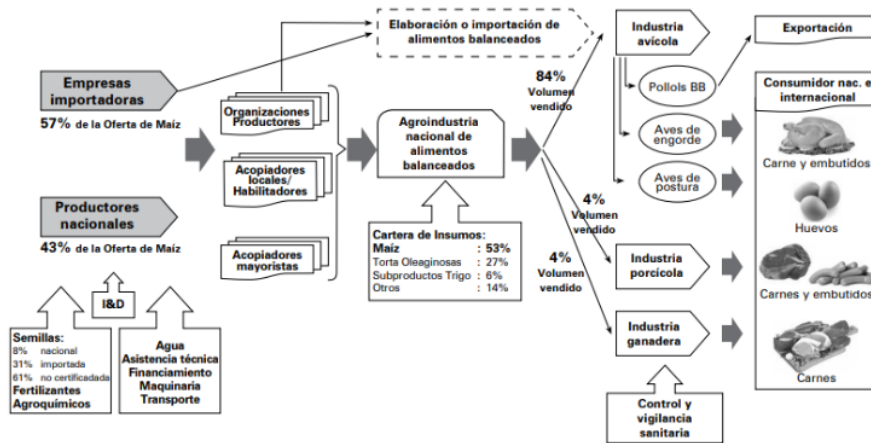 Elaboración o importación de
alimentos balanceados
Industria
avícola
Exportación
Empresas
importadoras
57% de la Oferta de Maíz
84%
Volumen
vendido
Pollols BB
Consumidor nac. e
internacional
Organizaciones
Productores
Agroindustria
nacional de
alimentos
balanceados
Aves de
engorde
Carne y embutidos
Acopiadores
locales/
Habilitadores
Aves de
postura
Productores
nacionales
43% de la Oferta de Maíz
4%
Volumen
vendido
Huevos
Acopiadores
mayoristas
Cartera de Insumos:
Maíz : 53%
Torta Oleaginosas : 27%
Subproductos Trigo : 6%
Otros : 14%
4%
Volumen
vendido
Industria
porcícola
Carnes y embutidos
I&D
Semillas:
8% nacional
31% importada
61% no certificadada
Fertilizantes
Agroquímicos
Agua
Asistencia técnica
Financiamiento
Maquinaria
Transporte
Industria
ganadera
Carnes
Control y
vigilancia
sanitaria